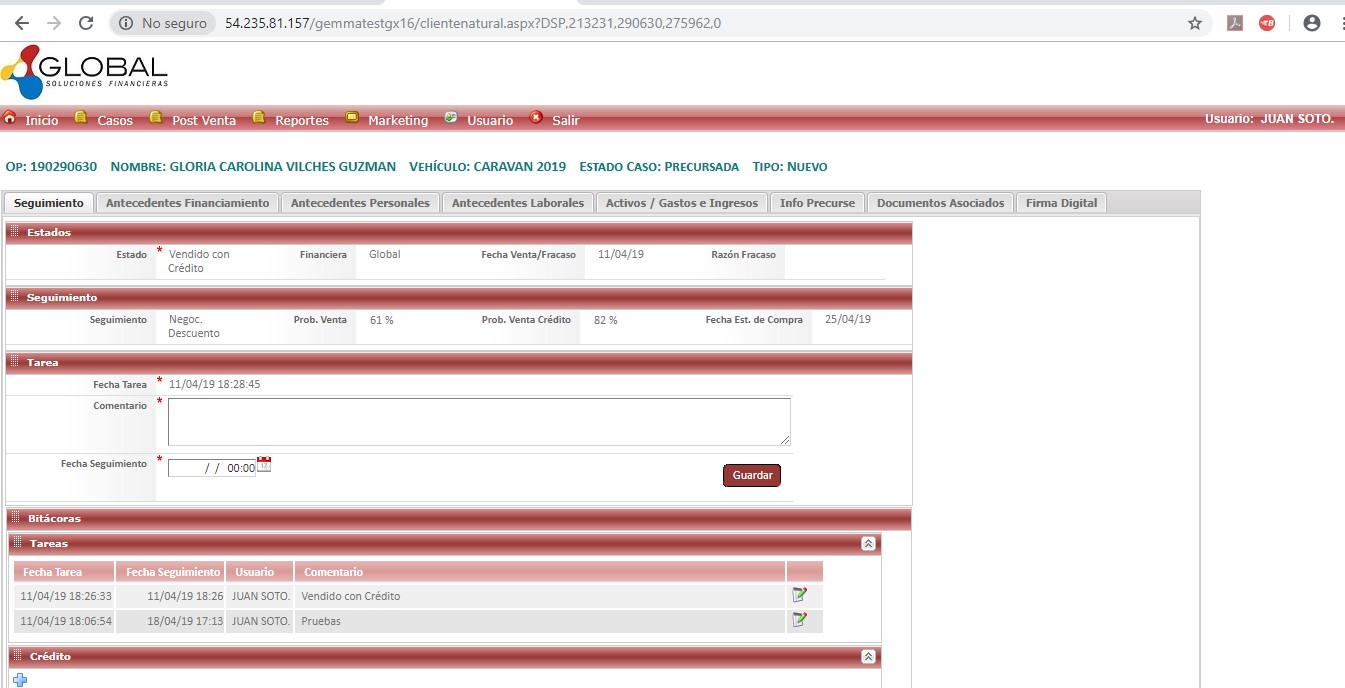 No seguro 54.235.81.157/gemmatestgx16/clientenatural.aspx?DSP,213231,290630,275962,0
GLOBAL
SOLUCIONES FINANCIERAS
Inicio Casos Post Venta Reportes Marketing Usuario Salir Usuario: JUAN SOTO.
OP: 190290630 NOMBRE: GLORIA CAROLINA VILCHES GUZMAN VEHÍCULO: CARAVAN 2019 ESTADO CASO: PRECURSADA TIPO: NUEVO
Seguimiento Antecedentes Financiamiento Antecedentes Personales Antecedentes Laborales Activos / Gastos e Ingresos Info Precurse Documentos Asociados Firma Digital
Estados
Estado * Vendido con Financiera Global Fecha Venta/Fracaso 11/04/19 Razón Fracaso
Crédito
Seguimiento
Seguimiento Negoc. Prob. Venta 61 % Prob. Venta Crédito 82 % Fecha Est. de Compra 25/04/19
Descuento
Tarea
Fecha Tarea * 11/04/19 18:28:45
Comentario *
Fecha Seguimiento * / / 00:00
Guardar
Bitácoras
Tareas
Fecha Tarea Fecha Seguimiento Usuario Comentario
11/04/19 18:26:33 11/04/19 18:26 JUAN SOTO. Vendido con Crédito
11/04/19 18:06:54 18/04/19 17:13 JUAN SOTO. Pruebas
Crédito